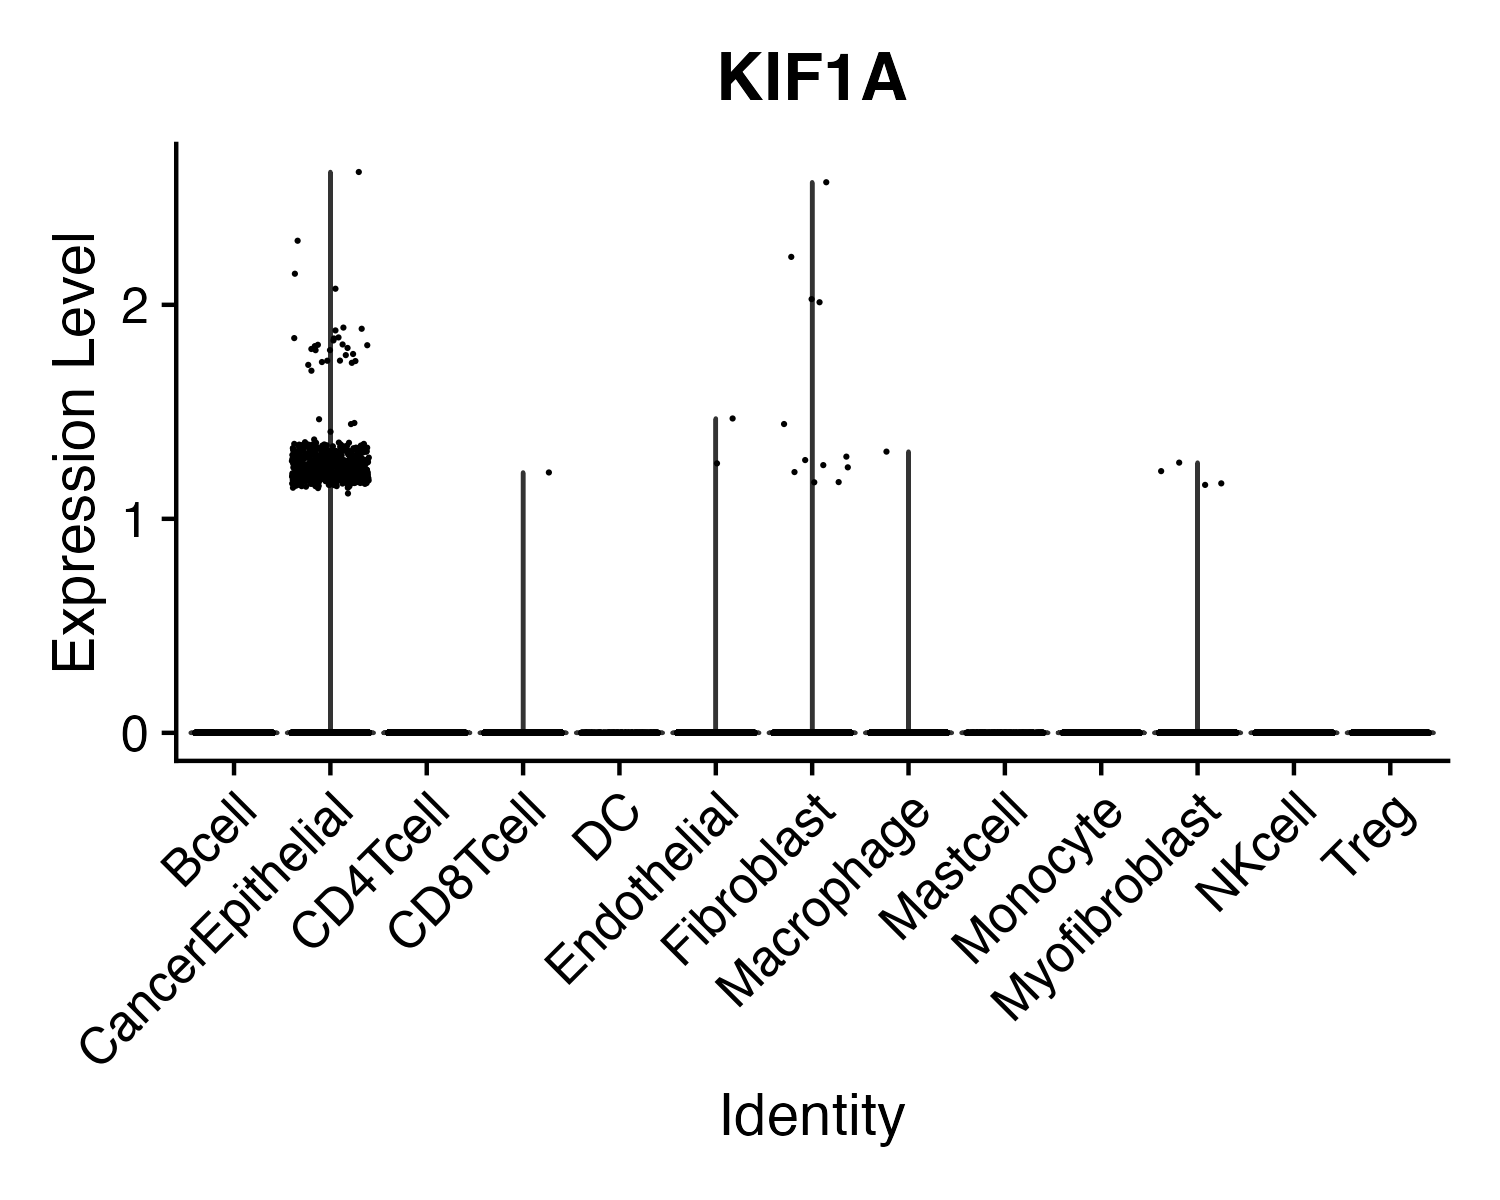 KIF1A
Expression Level
2
1
0
Bcell
CancerEpithelial
CD4Tcell
CD8Tcell
DC
Endothelial
Fibroblast
Macrophage
Mastcell
Monocyte
Myofibroblast
NKcell
Treg
Identity